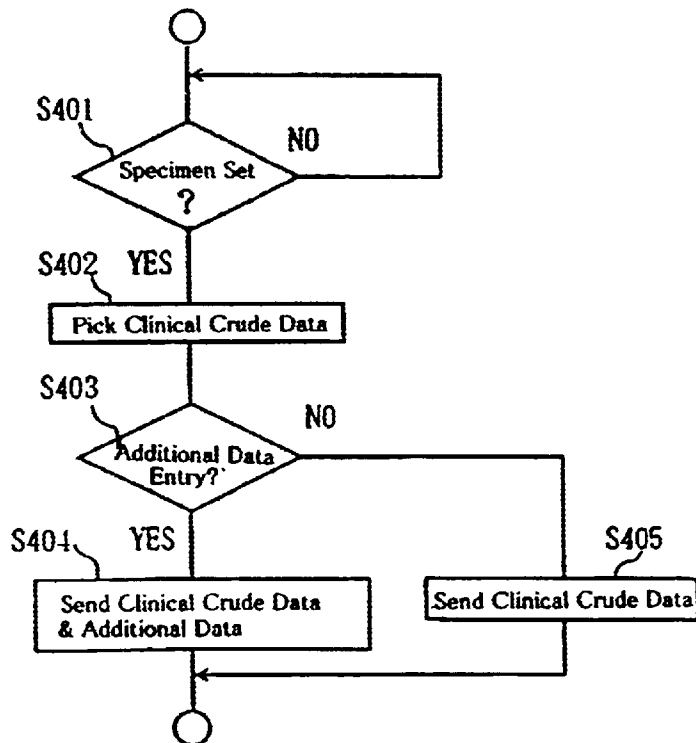 S401
NO
Specimen Set
?
S402
YES
Pick Clinical Crude Data
S403
NO
Additional Data
Entry?
S404
YES
S405
Send Clinical Crude Data
& Additional Data
Send Clinical Crude Data